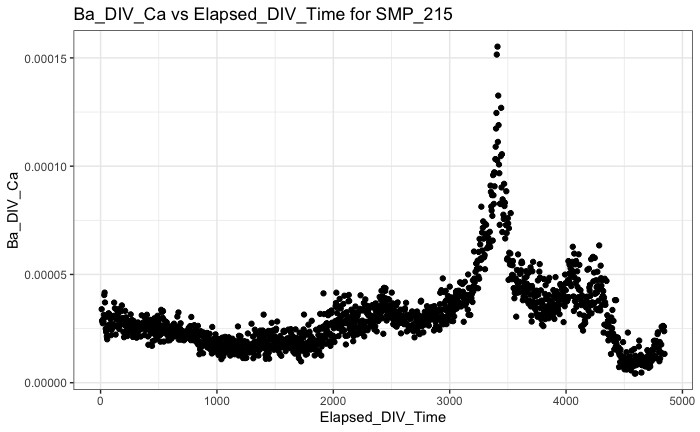 Ba_DIV_Ca vs Elapsed_DIV_Time for SMP_215
0.00015
0.00010
0.00005
0.00000
Ba_DIV_Ca
0 1000 2000 3000 4000 5000
Elapsed_DIV_Time